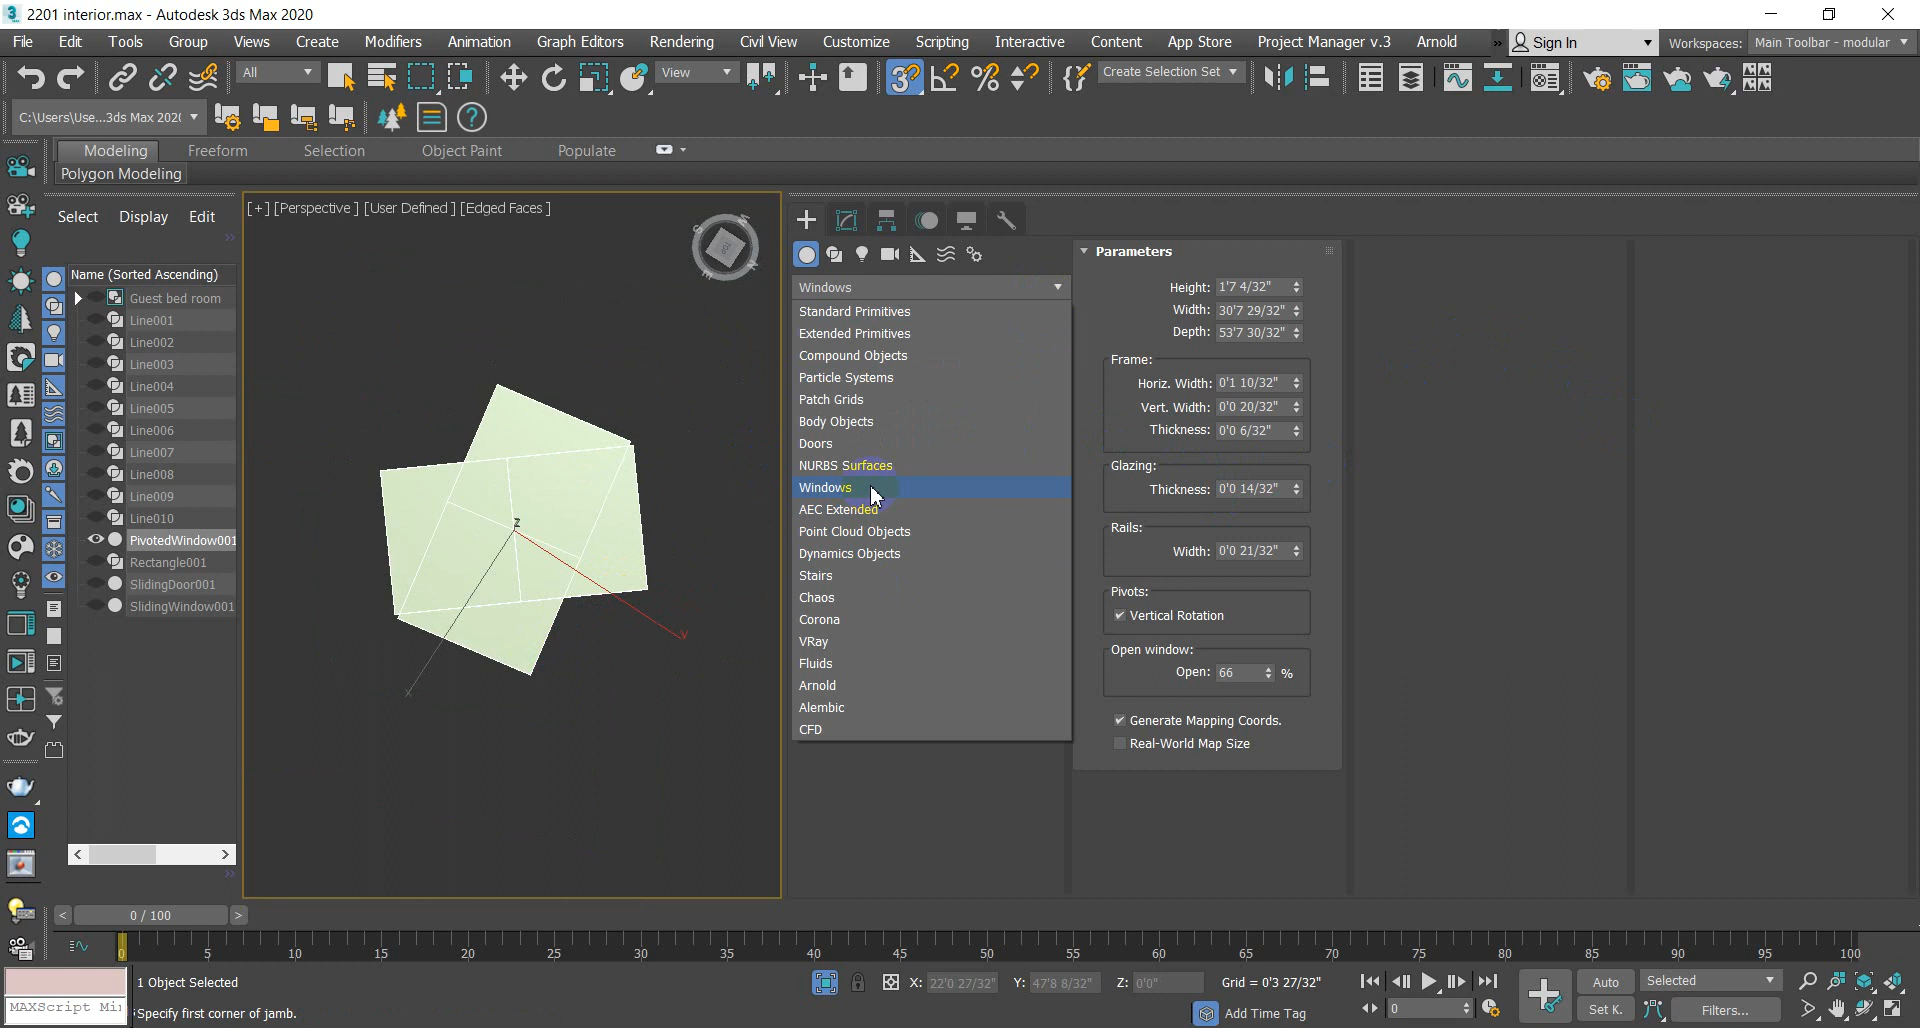 2201 interior.max - Autodesk 3ds Max 2020
File Edit Tools Group Views Create Modifiers Animation Graph Editors Rendering Civil View Customize Scripting Interactive Content App Store Project Manager v.3 Arnold » Sign In Workspaces: Main Toolbar - modular
All View Create Selection Set
C:\Users\Use...3ds Max 202(
Modeling Freeform Selection Object Paint Populate
Polygon Modeling
Select Display Edit
[+] [Perspective] [User Defined] [Edged Faces]
Name (Sorted Ascending)
Guest bed room
Line001
Line002
Line003
Line004
Line005
Line006
Line007
Line008
Line009
Line010
PivotedWindow001
Rectangle001
SlidingDoor001
SlidingWindow001
Z
X
Y
Windows
Standard Primitives
Extended Primitives
Compound Objects
Particle Systems
Patch Grids
Body Objects
Doors
NURBS Surfaces
Windows
AEC Extended
Point Cloud Objects
Dynamics Objects
Stairs
Chaos
Corona
VRay
Fluids
Arnold
Alembic
CFD
Parameters
Height: 1'7 4/32"
Width: 30'7 29/32"
Depth: 53'7 30/32"
Frame:
Horiz. Width: 0'1 10/32"
Vert. Width: 0'0 20/32"
Thickness: 0'0 6/32"
Glazing:
Thickness: 0'0 14/32"
Rails:
Width: 0'0 21/32"
Pivots:
Vertical Rotation
Open window:
Open: 66 %
Generate Mapping Coords.
Real-World Map Size
< 0 / 100 >
0 5 10 15 20 25 30 35 40 45 50 55 60 65 70 75 80 85 90 95 100
1 Object Selected
X: 22'0 27/32" Y: 47'8 8/32" Z: 0'0" Grid = 0'3 27/32"
Auto Selected
MAXScript Mi
Specify first corner of jamb.
Add Time Tag
0
Set K. Filters...